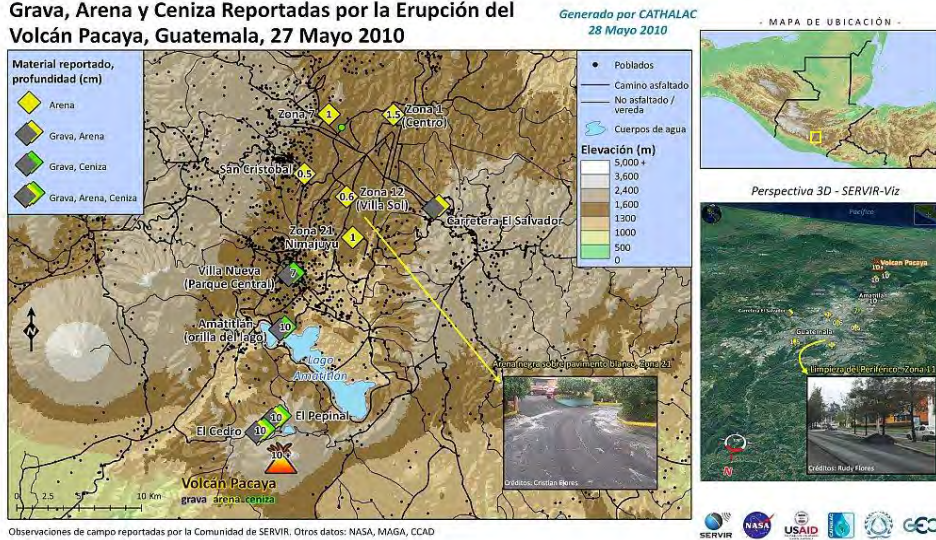 Grava, Arena y Ceniza Reportadas por la Erupción del
Volcán Pacaya, Guatemala, 27 Mayo 2010
Generado por CATHALAC
28 Mayo 2010
Material reportado,
profundidad (cm)
Arena
Grava, Arena
Grava, Ceniza
Grava, Arena, Ceniza
Zona 7
1
1.5
Zona 1
(Centro)
San Cristobal
0.5
0.6
Zona 12
(Villa Sol)
Carretera El Salvador
Zona 21
Nimajuyu
1
Villa Nueva
(Parque Central)
7
Amatitlán
(orilla del lago)
10
Lago
Amatitlán
10
El Pepinal
El Cedro
10
10+
Volcán Pacaya
grava arena ceniza
N
0 2.5 5 10 Km
Poblados
Camino asfaltado
No asfaltado /
vereda
Cuerpos de agua
Elevación (m)
5,000 +
3,600
2,400
1,600
1300
1000
500
0
Arena negra sobre pavimento blanco, Zona 21
Créditos: Cristian Flores
- MAPA DE UBICACIÓN -
Perspectiva 3D - SERVIR-Viz
Pacífico
Volcán Pacaya
Carretera El Salvador
Guatemala
Limpieza del Periférico, Zona 11
Créditos: Rudy Flores
N
Observaciones de campo reportadas por la Comunidad de SERVIR. Otros datos: NASA, MAGA, CCAD
SERVIR
NASA
USAID
CATHALAC
GEO